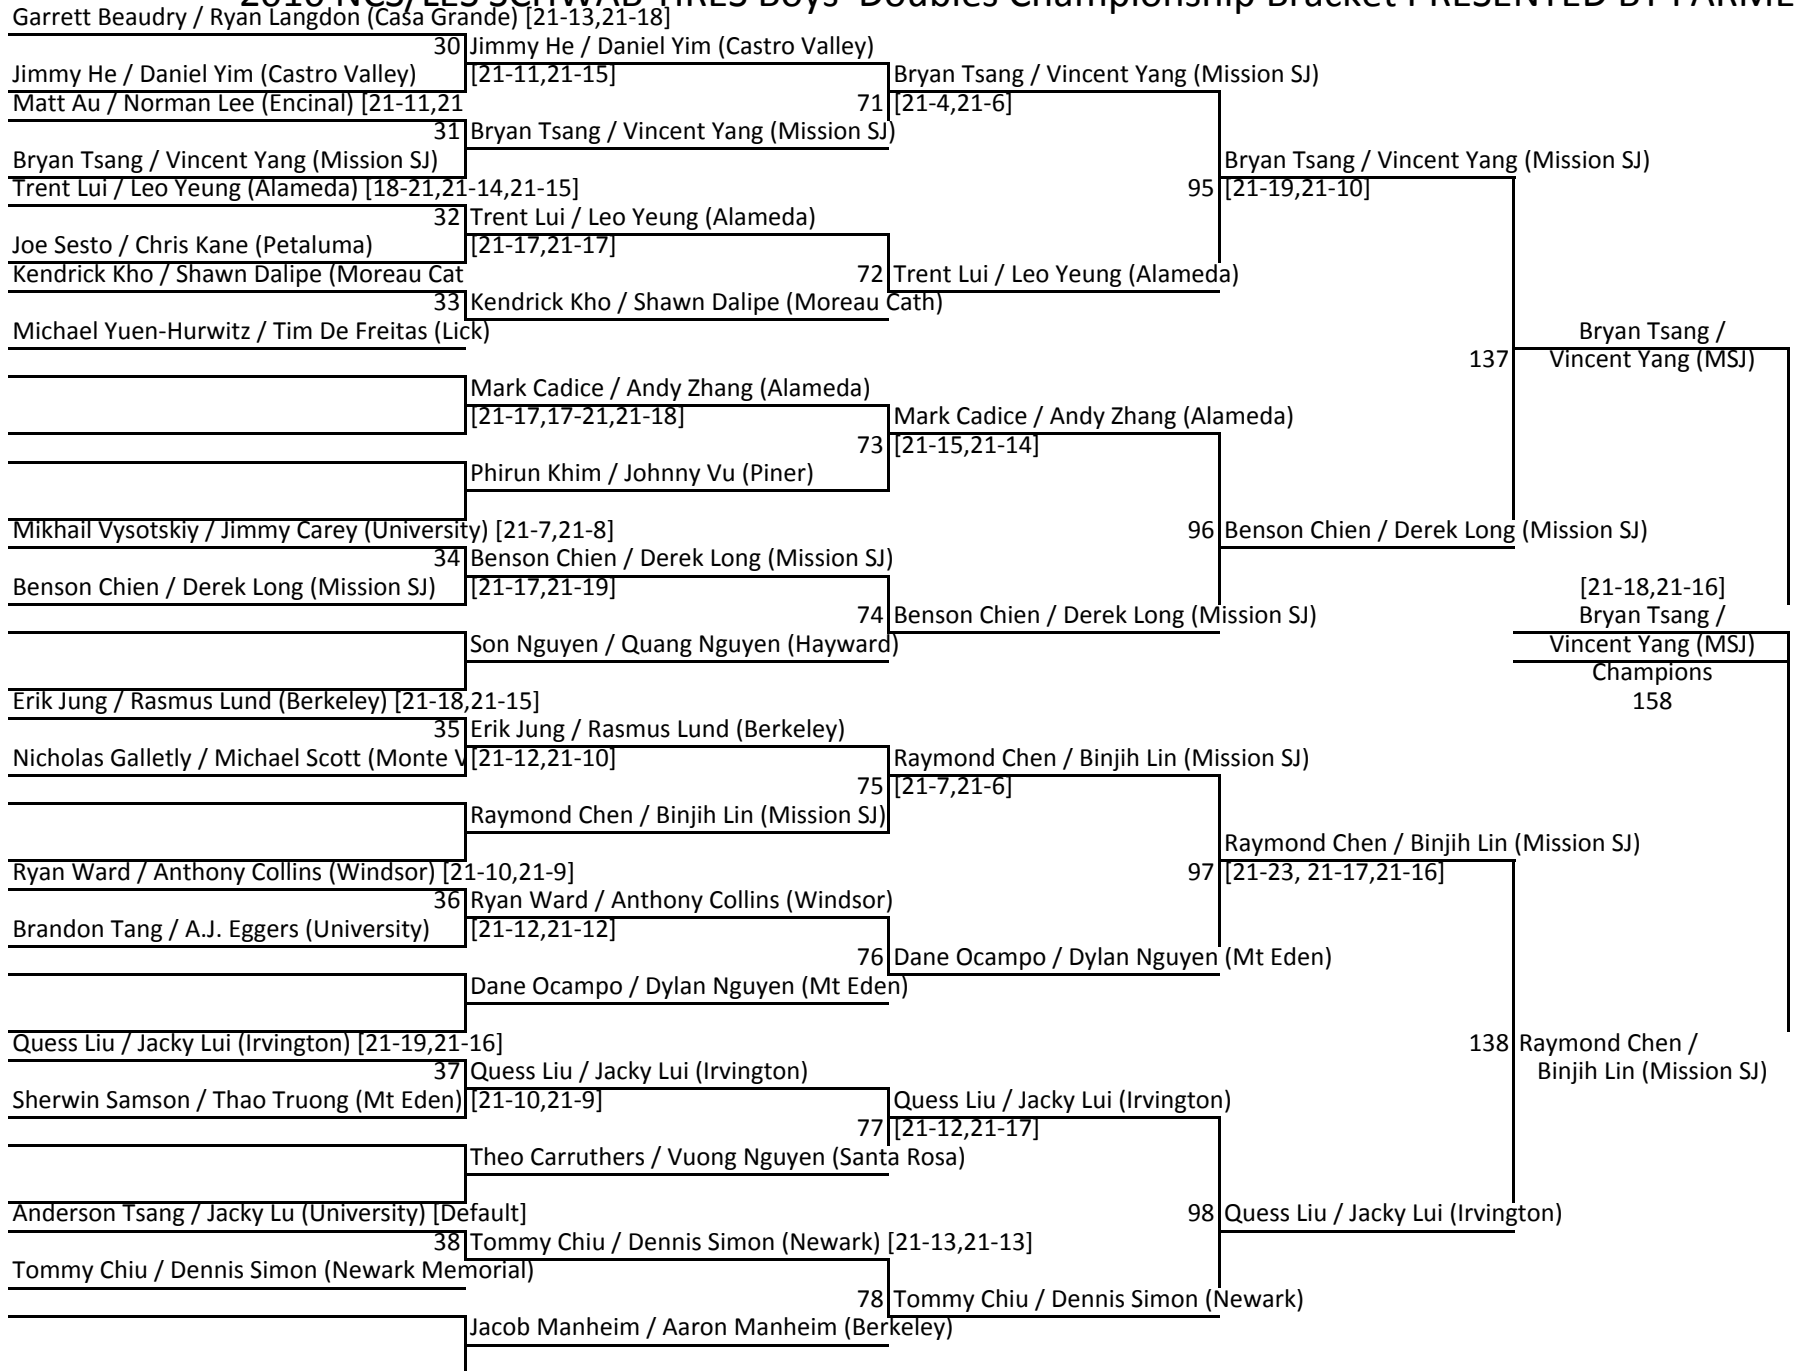 2010 NCS/LES SCHWAB TIRES Boys' Doubles Championship Bracket PRESENTED BY FARME
Garrett Beaudry / Ryan Langdon (Casa Grande) [21-13,21-18]
30 Jimmy He / Daniel Yim (Castro Valley)
Jimmy He / Daniel Yim (Castro Valley) [21-11,21-15] Bryan Tsang / Vincent Yang (Mission SJ)
Matt Au / Norman Lee (Encinal) [21-11,21 71 [21-4,21-6]
31 Bryan Tsang / Vincent Yang (Mission SJ)
Bryan Tsang / Vincent Yang (Mission SJ) Bryan Tsang / Vincent Yang (Mission SJ)
Trent Lui / Leo Yeung (Alameda) [18-21,21-14,21-15] 95 [21-19,21-10]
32 Trent Lui / Leo Yeung (Alameda)
Joe Sesto / Chris Kane (Petaluma) [21-17,21-17]
Kendrick Kho / Shawn Dalipe (Moreau Cat 72 Trent Lui / Leo Yeung (Alameda)
33 Kendrick Kho / Shawn Dalipe (Moreau Cath)
Michael Yuen-Hurwitz / Tim De Freitas (Lick) Bryan Tsang /
137 Vincent Yang (MSJ)
Mark Cadice / Andy Zhang (Alameda)
[21-17,17-21,21-18] Mark Cadice / Andy Zhang (Alameda)
73 [21-15,21-14]
Phirun Khim / Johnny Vu (Piner)
Mikhail Vysotskiy / Jimmy Carey (University) [21-7,21-8] 96 Benson Chien / Derek Long (Mission SJ)
34 Benson Chien / Derek Long (Mission SJ)
Benson Chien / Derek Long (Mission SJ) [21-17,21-19] [21-18,21-16]
74 Benson Chien / Derek Long (Mission SJ) Bryan Tsang /
Son Nguyen / Quang Nguyen (Hayward) Vincent Yang (MSJ)
Champions
Erik Jung / Rasmus Lund (Berkeley) [21-18,21-15] 158
35 Erik Jung / Rasmus Lund (Berkeley)
Nicholas Galletly / Michael Scott (Monte V [21-12,21-10] Raymond Chen / Binjih Lin (Mission SJ)
75 [21-7,21-6]
Raymond Chen / Binjih Lin (Mission SJ)
Raymond Chen / Binjih Lin (Mission SJ)
Ryan Ward / Anthony Collins (Windsor) [21-10,21-9] 97 [21-23, 21-17,21-16]
36 Ryan Ward / Anthony Collins (Windsor)
Brandon Tang / A.J. Eggers (University) [21-12,21-12]
76 Dane Ocampo / Dylan Nguyen (Mt Eden)
Dane Ocampo / Dylan Nguyen (Mt Eden)
Quess Liu / Jacky Lui (Irvington) [21-19,21-16] 138 Raymond Chen /
37 Quess Liu / Jacky Lui (Irvington) Binjih Lin (Mission SJ)
Sherwin Samson / Thao Truong (Mt Eden) [21-10,21-9] Quess Liu / Jacky Lui (Irvington)
77 [21-12,21-17]
Theo Carruthers / Vuong Nguyen (Santa Rosa)
Anderson Tsang / Jacky Lu (University) [Default] 98 Quess Liu / Jacky Lui (Irvington)
38 Tommy Chiu / Dennis Simon (Newark) [21-13,21-13]
Tommy Chiu / Dennis Simon (Newark Memorial)
78 Tommy Chiu / Dennis Simon (Newark)
Jacob Manheim / Aaron Manheim (Berkeley)